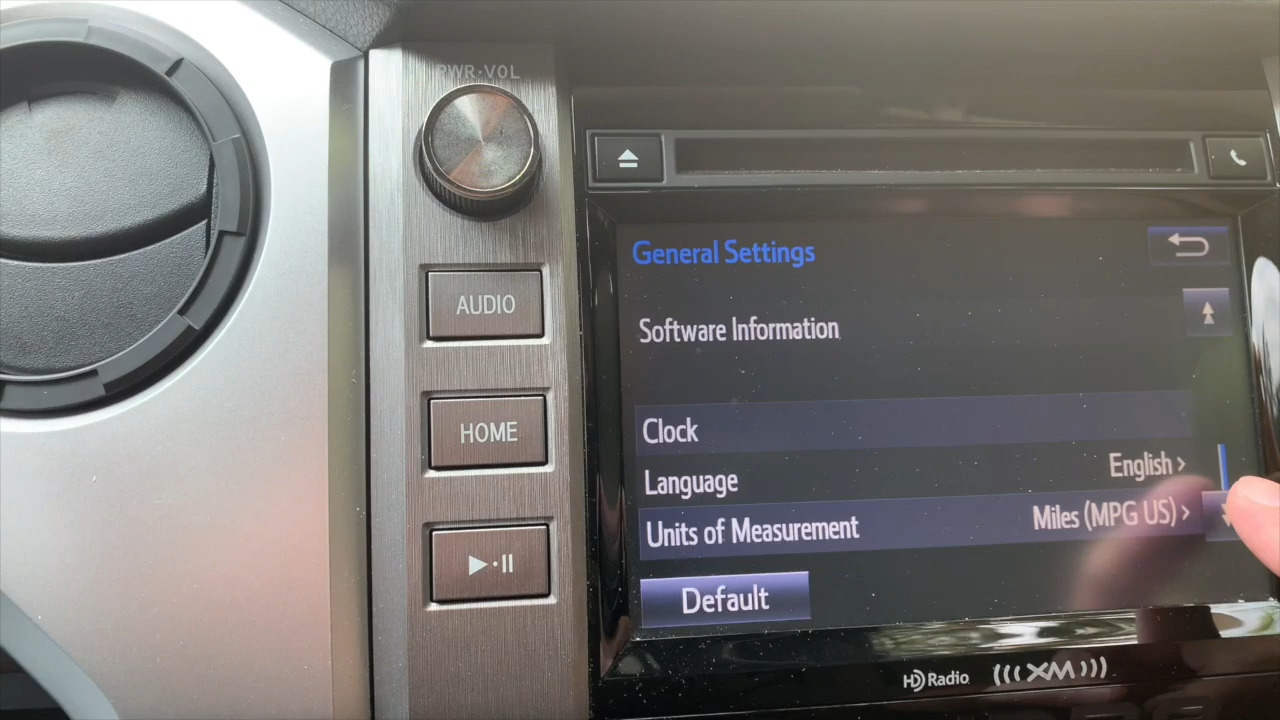 PWR·VOL
AUDIO
HOME
General Settings
Software Information
Clock
Language English >
Units of Measurement Miles (MPG US) >
Default
HD Radio (((XM)))